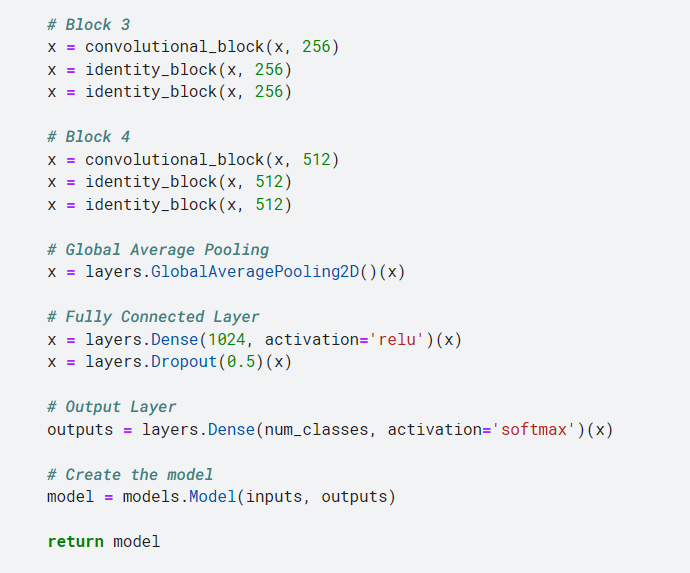 # Block 3
x = convolutional_block(x, 256)
x = identity_block(x, 256)
x = identity_block(x, 256)
# Block 4
x = convolutional_block(x, 512)
x = identity_block(x, 512)
x = identity_block(x, 512)
# Global Average Pooling
x = layers.GlobalAveragePooling2D()(x)
# Fully Connected Layer
x = layers.Dense(1024, activation='relu')(x)
x = layers.Dropout(0.5)(x)
# Output Layer
outputs = layers.Dense(num_classes, activation='softmax')(x)
# Create the model
model = models.Model(inputs, outputs)
return model